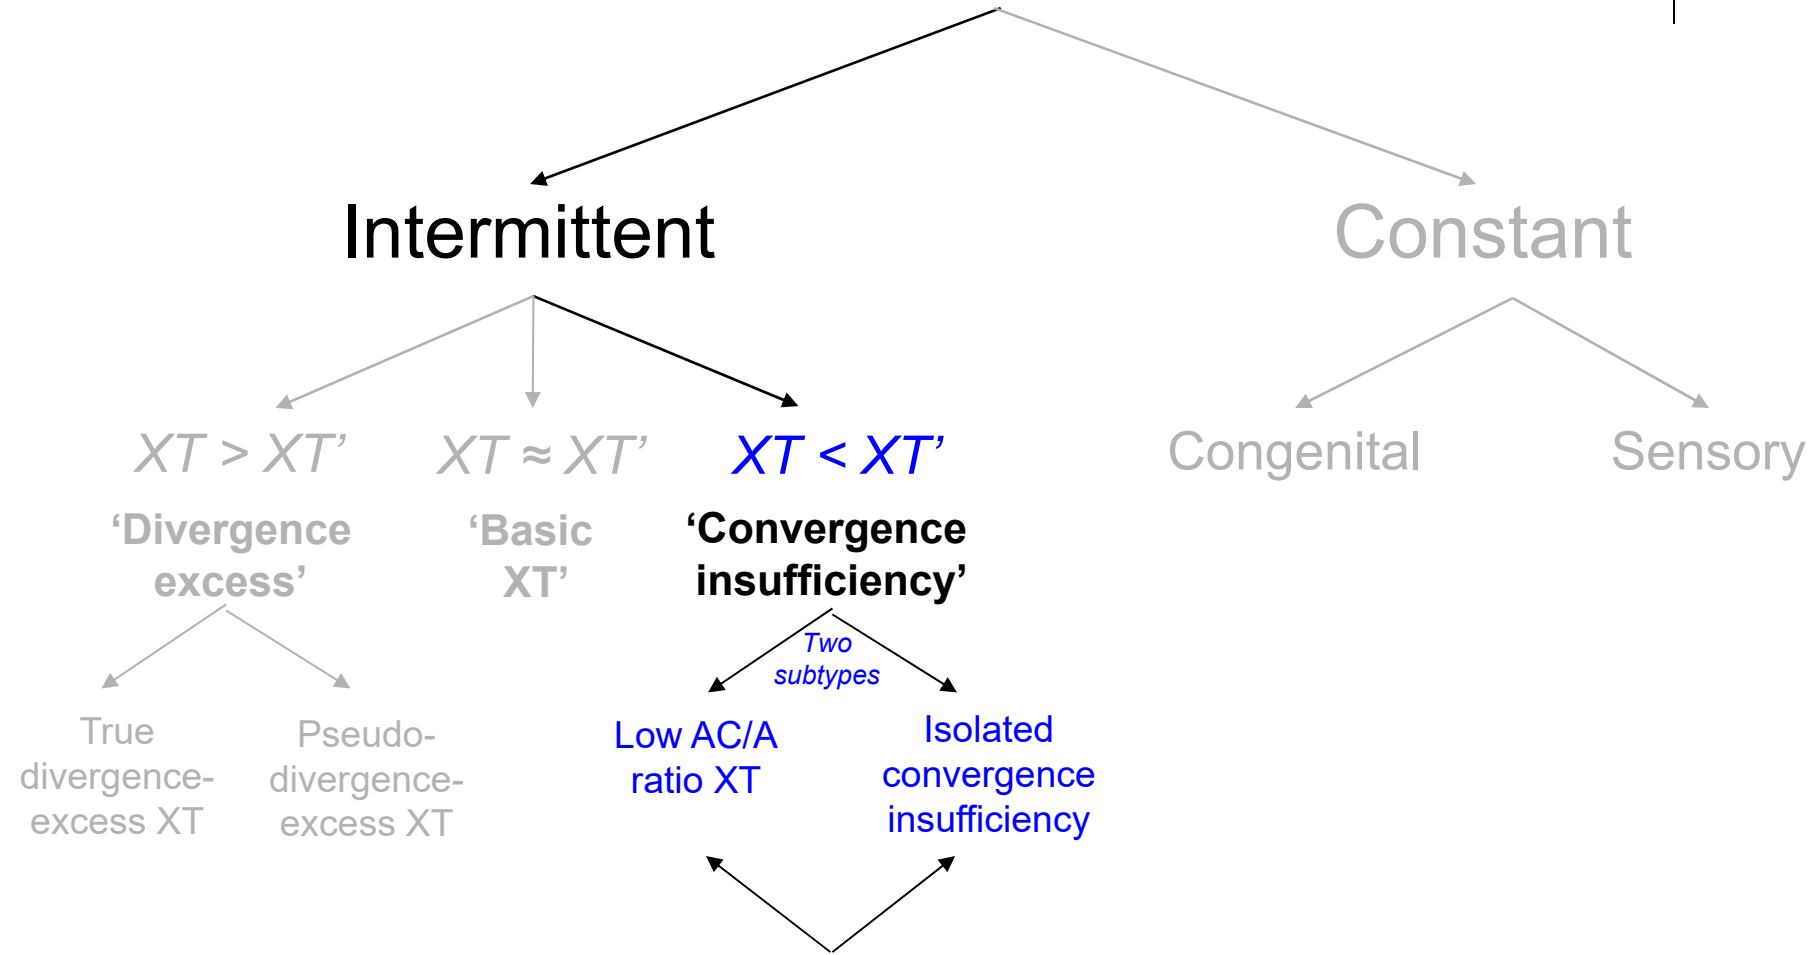 Intermittent
Constant
XT > XT’
XT ≈ XT’
XT < XT’
Congenital
Sensory
‘Divergence
excess’
‘Basic
XT’
‘Convergence
insufficiency’
Two
subtypes
True
divergence-
excess XT
Pseudo-
divergence-
excess XT
Low AC/A
ratio XT
Isolated
convergence
insufficiency